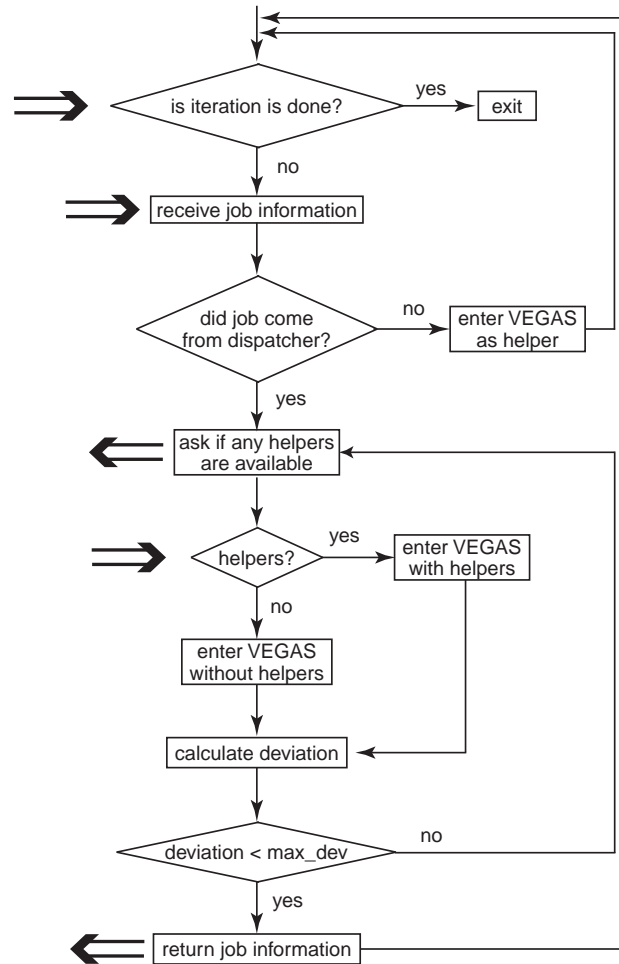 is iteration is done?
yes
exit
no
receive job information
did job come
from dispatcher?
no
enter VEGAS
as helper
yes
ask if any helpers
are available
helpers?
yes
enter VEGAS
with helpers
no
enter VEGAS
without helpers
calculate deviation
deviation < max_dev
no
yes
return job information